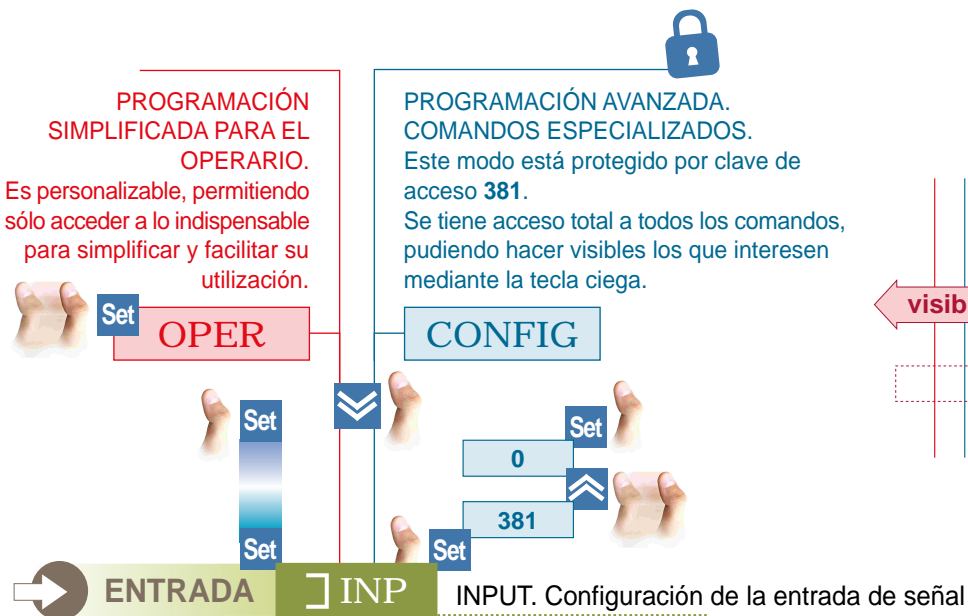 PROGRAMACIÓN
SIMPLIFICADA PARA EL
OPERARIO.
Es personalizable, permitiendo
sólo acceder a lo indispensable
para simplificar y facilitar su
utilización.
PROGRAMACIÓN AVANZADA.
COMANDOS ESPECIALIZADOS.
Este modo está protegido por clave de
acceso 381.
Se tiene acceso total a todos los comandos,
pudiendo hacer visibles los que interesen
mediante la tecla ciega.
visib
Set
OPER
CONFIG
Set
Set
0
381
Set
Set
ENTRADA
INP
INPUT. Configuración de la entrada de señal